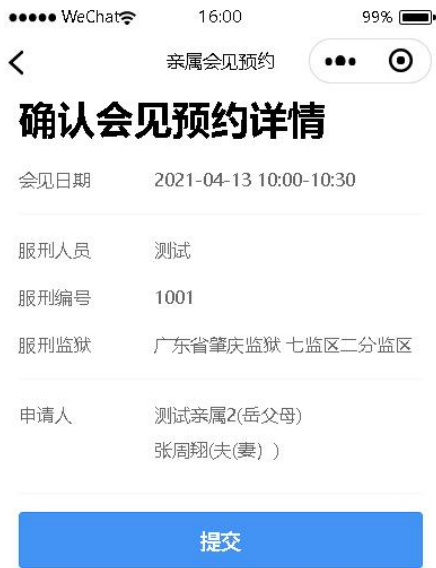 WeChat 16:00 99%
亲属会见预约
确认会见预约详情
会见日期 2021-04-13 10:00-10:30
服刑人员 测试
服刑编号 1001
服刑监狱 广东省肇庆监狱 七监区二分监区
申请人 测试亲属2(岳父母)
张周翔(夫(妻) )
提交